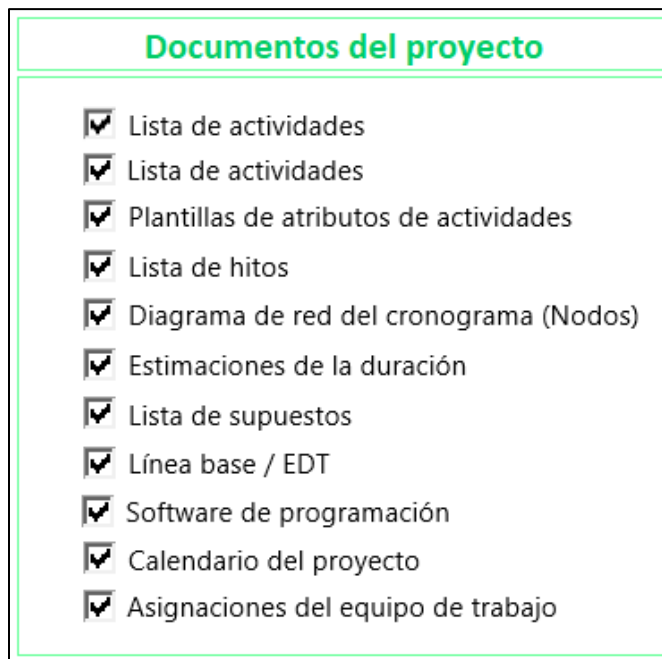 Documentos del proyecto
Lista de actividades
Lista de actividades
Plantillas de atributos de actividades
Lista de hitos
Diagrama de red del cronograma (Nodos)
Estimaciones de la duración
Lista de supuestos
Línea base / EDT
Software de programación
Calendario del proyecto
Asignaciones del equipo de trabajo